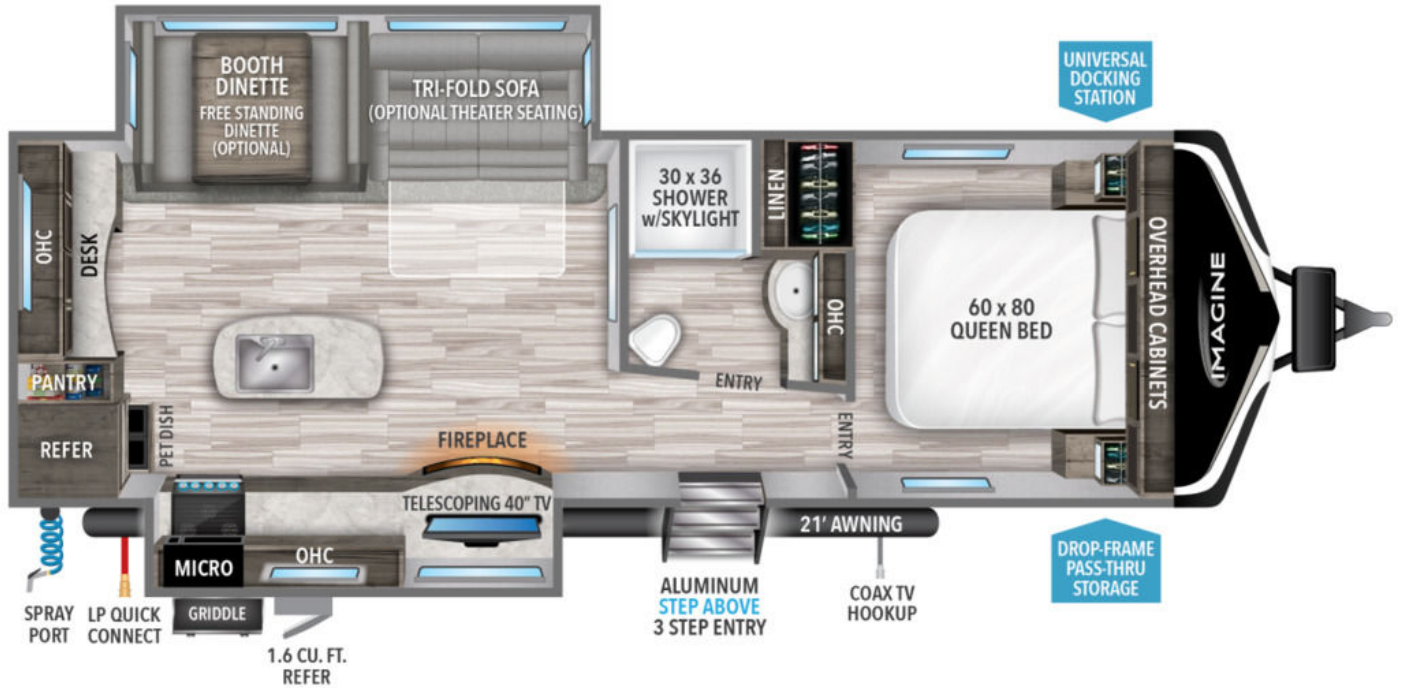 BOOTH
DINETTE
FREE STANDING
DINETTE
(OPTIONAL)
TRI-FOLD SOFA
(OPTIONAL THEATER SEATING)
UNIVERSAL
DOCKING
STATION
OHC
DESK
30 x 36
SHOWER
w/SKYLIGHT
LINEN
OHC
ENTRY
60 x 80
QUEEN BED
OVERHEAD CABINETS
IMAGINE
PANTRY
REFER
PET DISH
FIREPLACE
TELESCOPING 40" TV
ENTRY
MICRO
OHC
21' AWNING
SPRAY
PORT
LP QUICK
CONNECT
GRIDDLE
1.6 CU. FT.
REFER
ALUMINUM
STEP ABOVE
3 STEP ENTRY
COAX TV
HOOKUP
DROP-FRAME
PASS-THRU
STORAGE